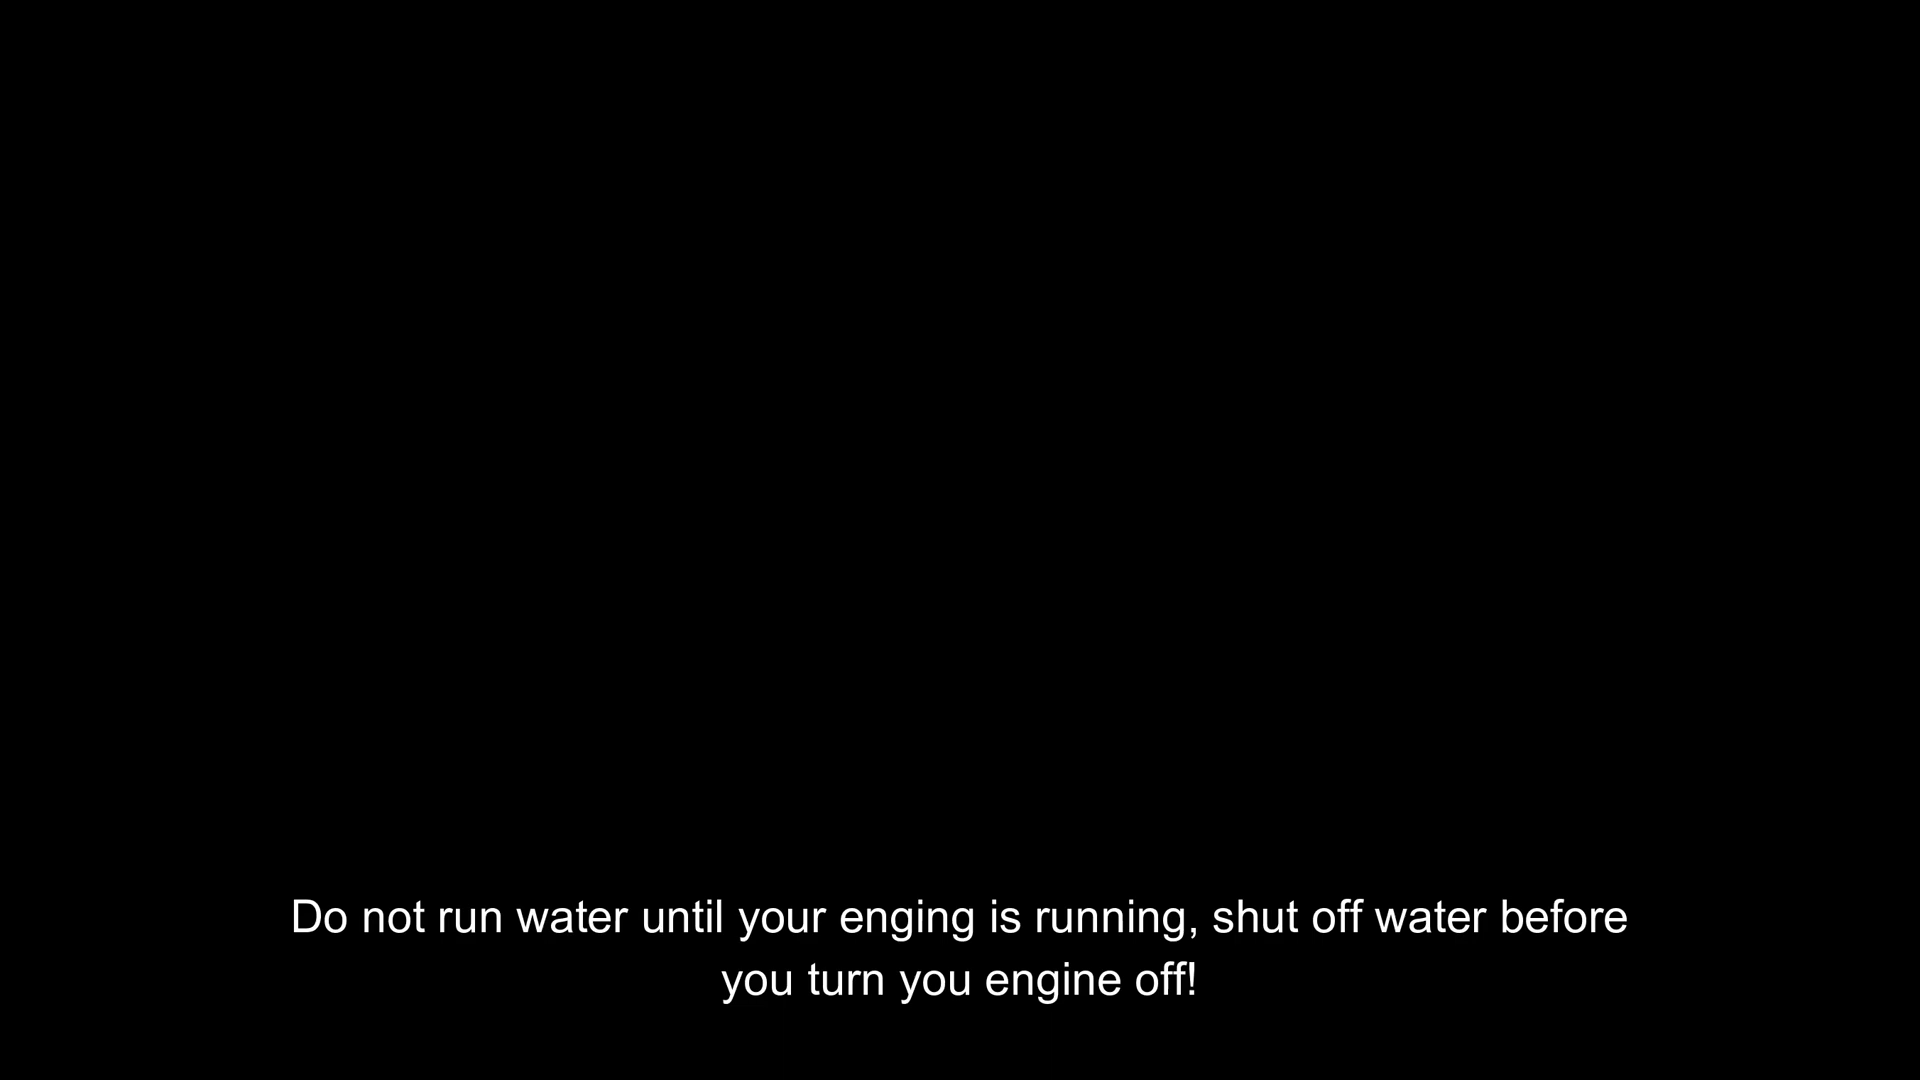 Do not run water until your enging is running, shut off water before
you turn you engine off!